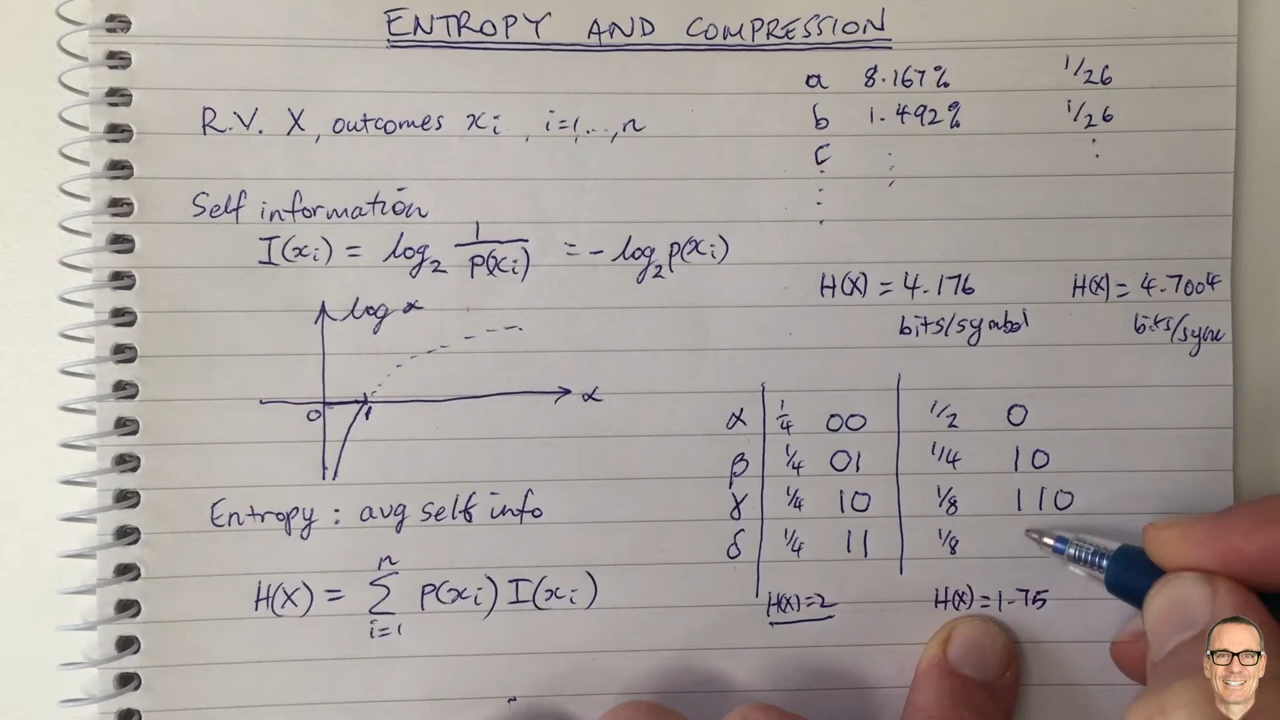 ENTROPY AND COMPRESSION
a 8.167% 1/26
b 1.492% 1/26
c : :
:
R.V. X, outcomes xi, i=1,...,n
Self information
I(xi) = log2 1/P(xi) = - log2 p(xi)
H(X) = 4.176 bits/symbol
H(X) = 4.7004
log x
0 1 x
α 1/4 00 1/2 0
β 1/4 01 1/4 10
γ 1/4 10 1/8 110
δ 1/4 11 1/8
H(X)=2 H(X)=1.75
Entropy : avg self info
H(X) = Σ i=1 n P(xi) I(xi)